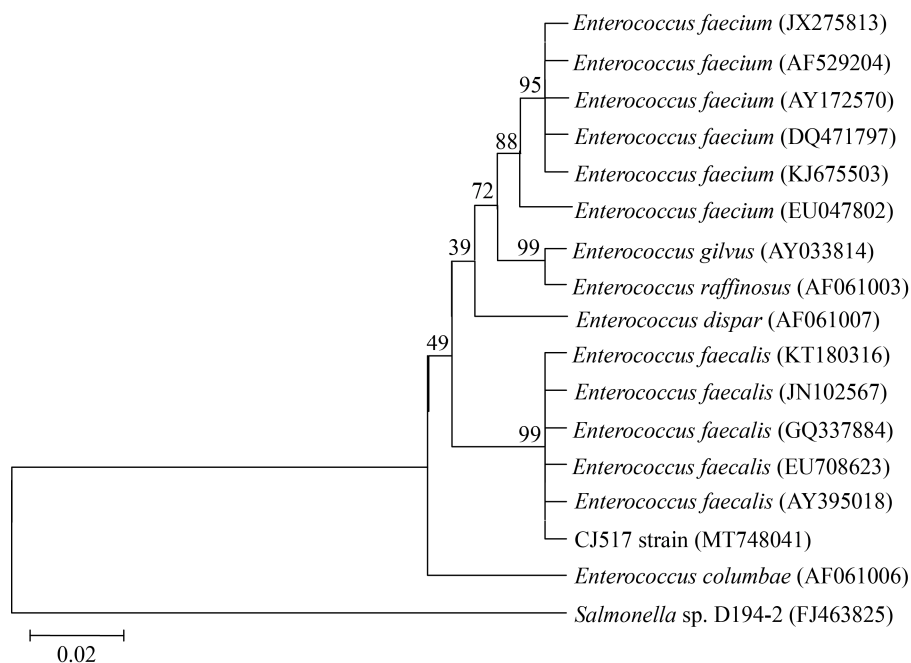 Enterococcus faecium (JX275813)
Enterococcus faecium (AF529204)
95
Enterococcus faecium (AY172570)
Enterococcus faecium (DQ471797)
88
Enterococcus faecium (KJ675503)
72
Enterococcus faecium (EU047802)
39
99
Enterococcus gilvus (AY033814)
Enterococcus raffinosus (AF061003)
Enterococcus dispar (AF061007)
49
Enterococcus faecalis (KT180316)
Enterococcus faecalis (JN102567)
99
Enterococcus faecalis (GQ337884)
Enterococcus faecalis (EU708623)
Enterococcus faecalis (AY395018)
CJ517 strain (MT748041)
Enterococcus columbae (AF061006)
Salmonella sp. D194-2 (FJ463825)
0.02